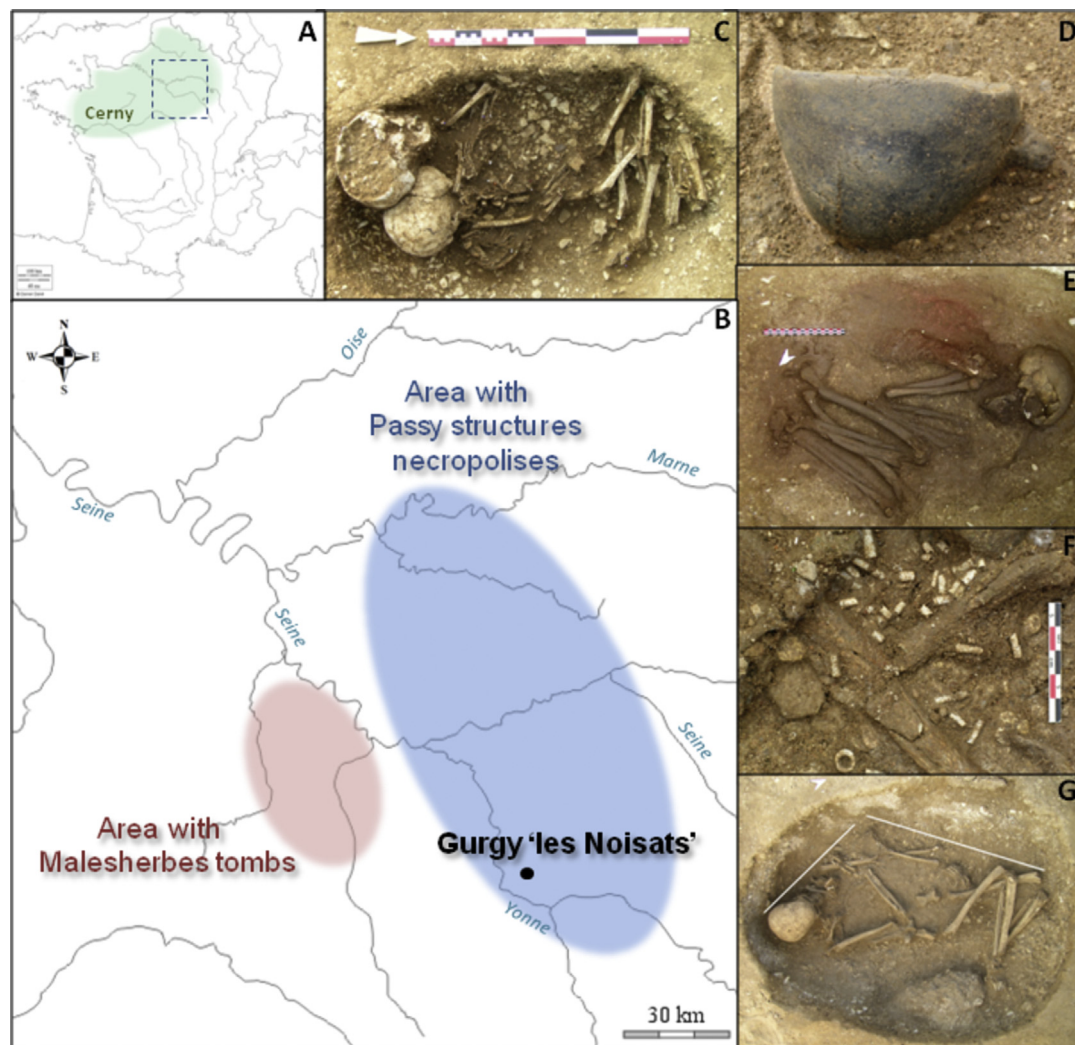 A
Cerny
C
D
B
N
W E
S
Oise
Area with
Passy structures
necropolises
Marne
Seine
Seine
Seine
Area with
Malesherbes tombs
Gurgy ‘les Noisats’
Yonne
30 km
E
F
G